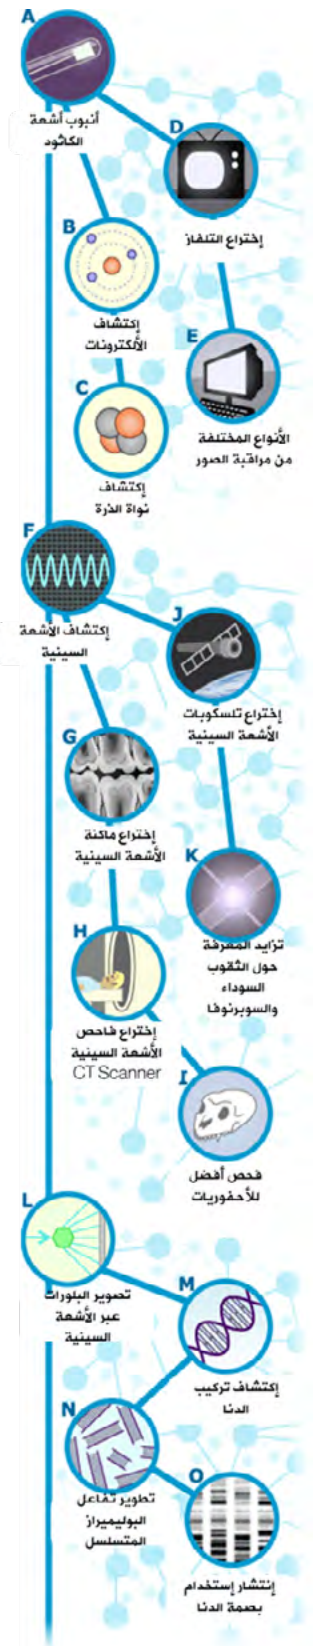 A
أنبوب أشعة
الكاثود
D
إختراع التلفاز
B
إكتشاف
الألكترونات
E
الأنواع المختلفة
من مراقبة الصور
C
إكتشاف
نواة الذرة
F
إكتشاف الأشعة
السينية
J
إختراع تلسكوبات
الأشعة السينية
G
إختراع ماكنة
الأشعة السينية
K
تزايد المعرفة
حول الثقوب
السوداء
والسوبرنوفا
H
إختراع فاحص
الأشعة السينية
CT Scanner
I
فحص أفضل
للأحفوريات
L
تصوير البلورات
عبر الأشعة
السينية
M
إكتشاف تركيب
الدنا
N
تطوير تفاعل
البوليميراز
المتسلسل
O
إنتشار إستخدام
بصمة الدنا